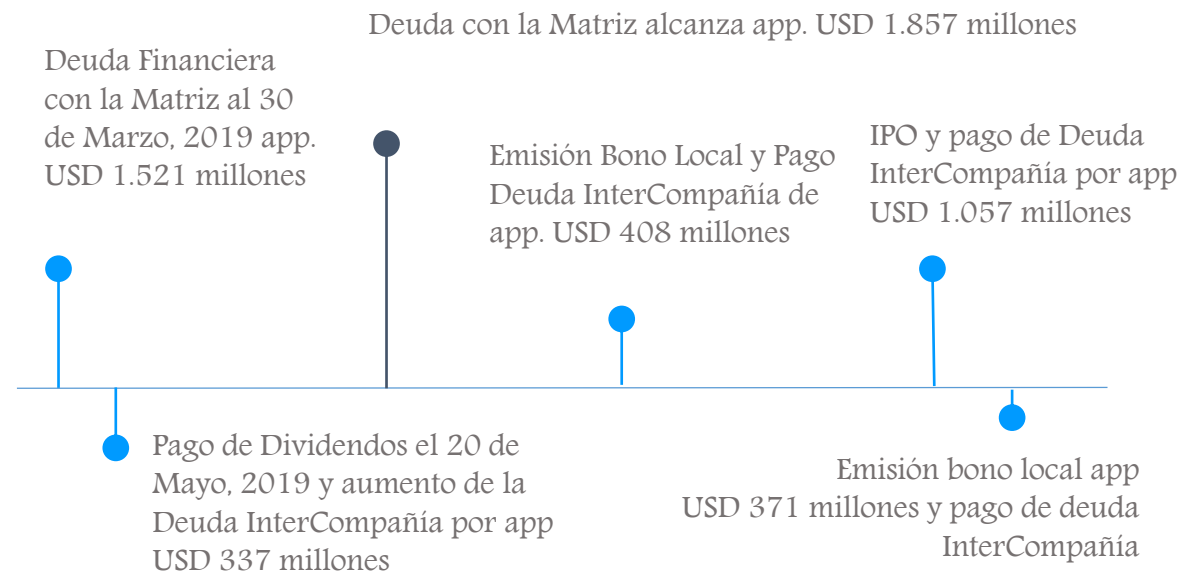 Deuda con la Matriz alcanza app. USD 1.857 millones
Deuda Financiera
con la Matriz al 30
de Marzo, 2019 app.
USD 1.521 millones
Emisión Bono Local y Pago
Deuda InterCompañía de
app. USD 408 millones
IPO y pago de Deuda
InterCompañía por app
USD 1.057 millones
Pago de Dividendos el 20 de
Mayo, 2019 y aumento de la
Deuda InterCompañía por app
USD 337 millones
Emisión bono local app
USD 371 millones y pago de deuda
InterCompañía